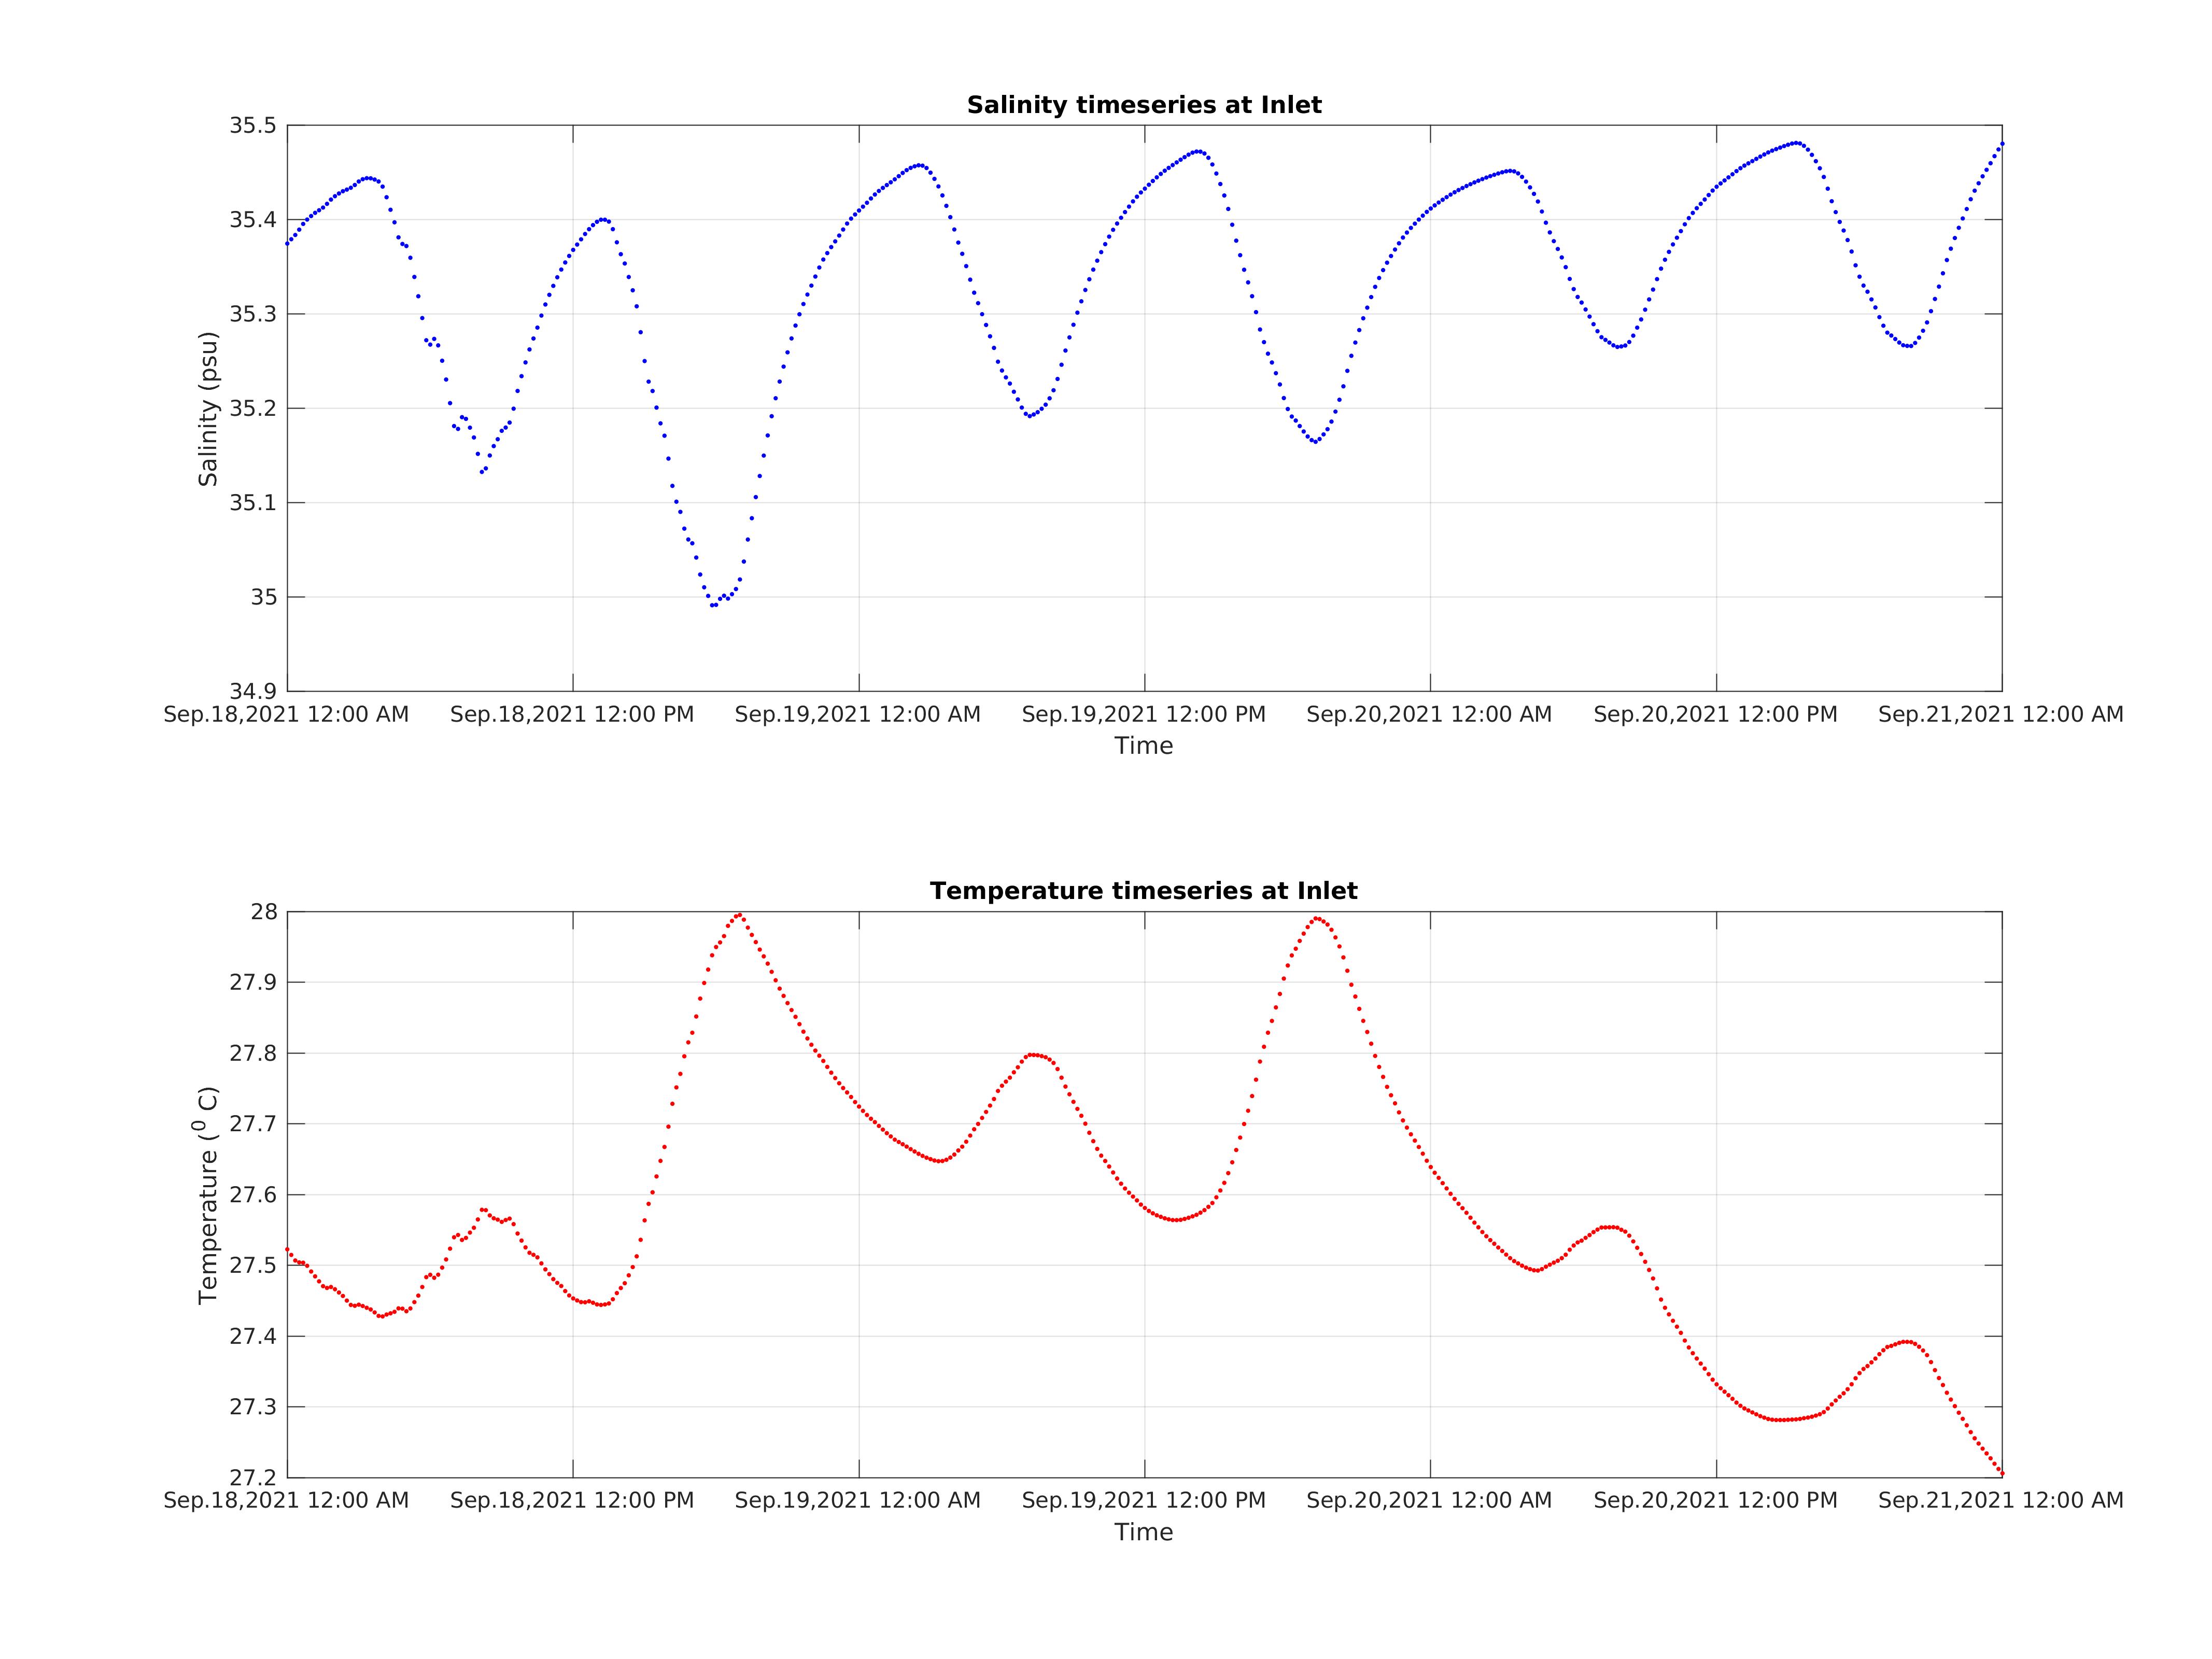 Salinity timeseries at Inlet
35.5
35.4
35.3
35.2
35.1
35
34.9
Salinity (psu)
Sep.18,2021 12:00 AM Sep.18,2021 12:00 PM Sep.19,2021 12:00 AM Sep.19,2021 12:00 PM Sep.20,2021 12:00 AM Sep.20,2021 12:00 PM Sep.21,2021 12:00 AM
Time
Temperature timeseries at Inlet
28
27.9
27.8
27.7
27.6
27.5
27.4
27.3
27.2
Temperature (⁰ C)
Sep.18,2021 12:00 AM Sep.18,2021 12:00 PM Sep.19,2021 12:00 AM Sep.19,2021 12:00 PM Sep.20,2021 12:00 AM Sep.20,2021 12:00 PM Sep.21,2021 12:00 AM
Time